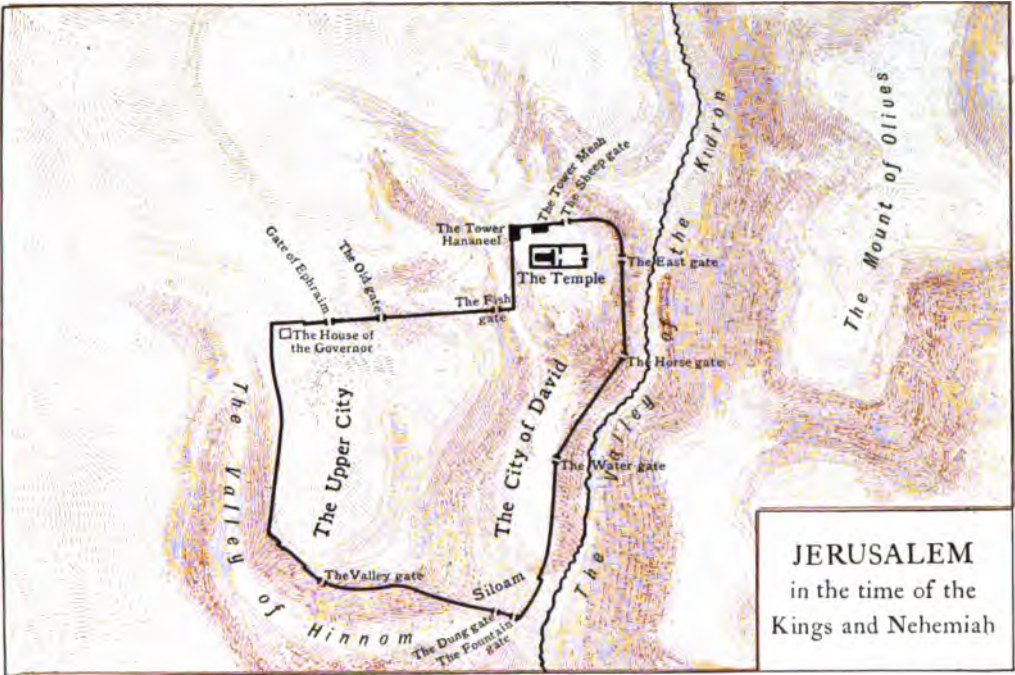 The Tower Meah
The Sheep gate
The Tower
Hananeel
The Temple
The East gate
The Valley of the Kidron
The Mount of Olives
Gate of Ephraim
The Old gate
The Fish
gate
The House of
the Governor
The Horse gate
The Valley of Hinnom
The Upper City
The City of David
The Water gate
The Valley gate
Siloam
The Dung gate
The Fountain
gate
JERUSALEM
in the time of the
Kings and Nehemiah